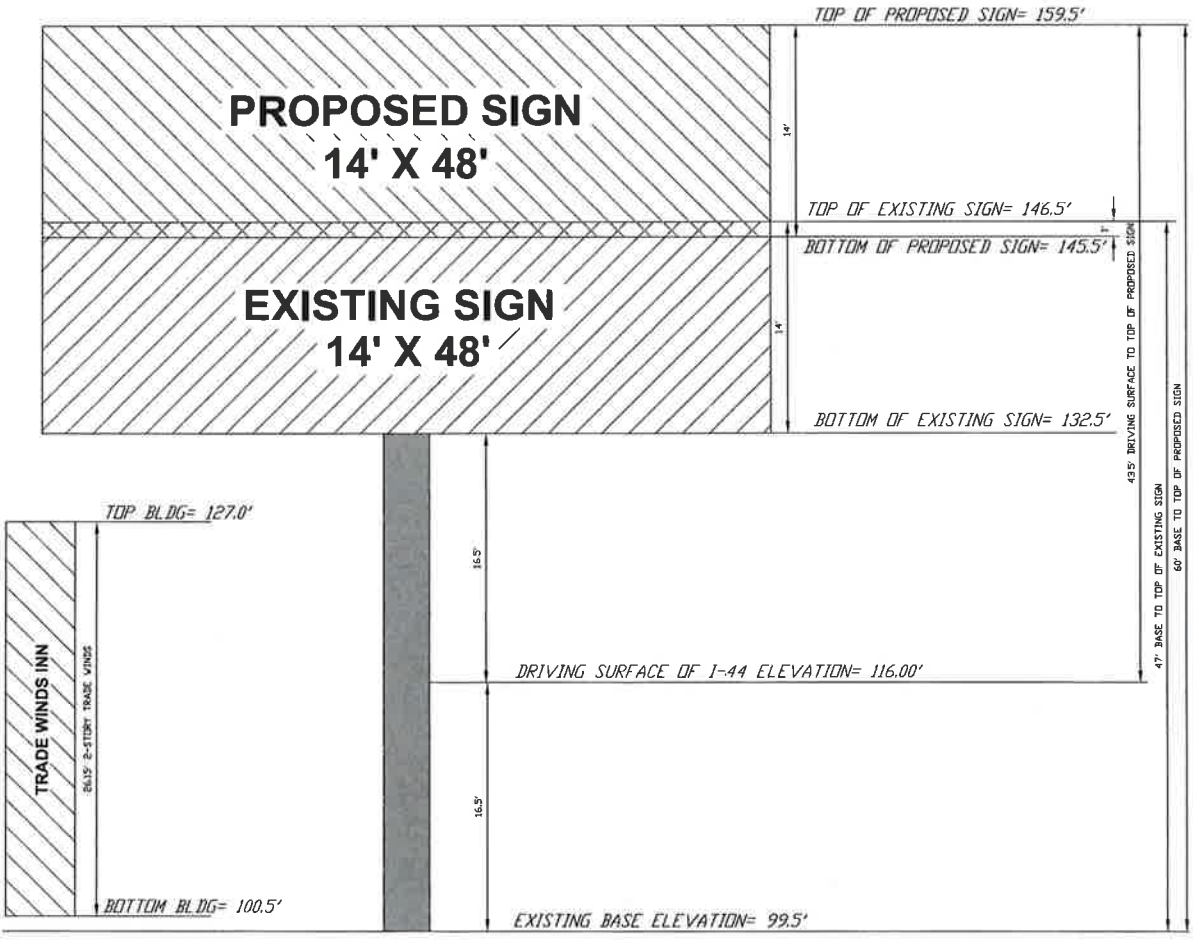 TOP OF PROPOSED SIGN= 159.5'
PROPOSED SIGN
14' X 48'
14'
TOP OF EXISTING SIGN= 146.5'
1'
BOTTOM OF PROPOSED SIGN= 145.5'
EXISTING SIGN
14' X 48'
14'
BOTTOM OF EXISTING SIGN= 132.5'
43.5' DRIVING SURFACE TO TOP OF PROPOSED SIGN
47' BASE TO TOP OF EXISTING SIGN
60' BASE TO TOP OF PROPOSED SIGN
TOP BLDG= 127.0'
16.5'
TRADE WINDS INN
2-STORY TRADE WINDS
DRIVING SURFACE OF I-44 ELEVATION= 116.00'
16.5'
BOTTOM BLDG= 100.5'
EXISTING BASE ELEVATION= 99.5'